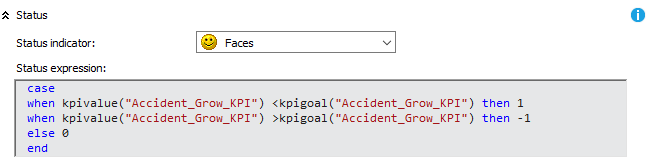 Status
Status indicator:
Faces
Status expression:
case
when kpivalue("Accident_Grow_KPI") <kpigoal("Accident_Grow_KPI") then 1
when kpivalue("Accident_Grow_KPI") >kpigoal("Accident_Grow_KPI") then -1
else 0
end